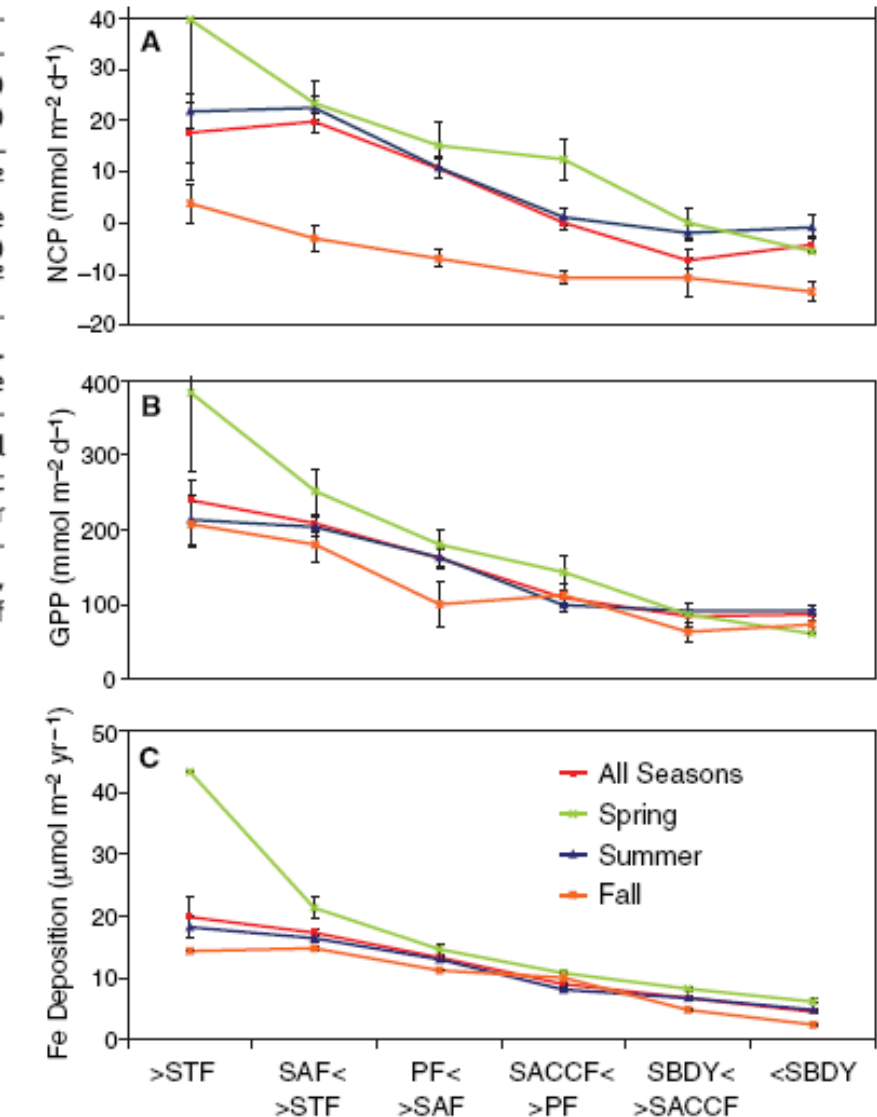 A
NCP (mmol m⁻² d⁻¹)
40
30
20
10
0
−10
−20
B
GPP (mmol m⁻² d⁻¹)
400
300
200
100
0
C
Fe Deposition (µmol m⁻² yr⁻¹)
50
40
30
20
10
0
All Seasons
Spring
Summer
Fall
>STF SAF< PF< SACCF< SBDY< <SBDY
>STF >SAF >PF >SACCF